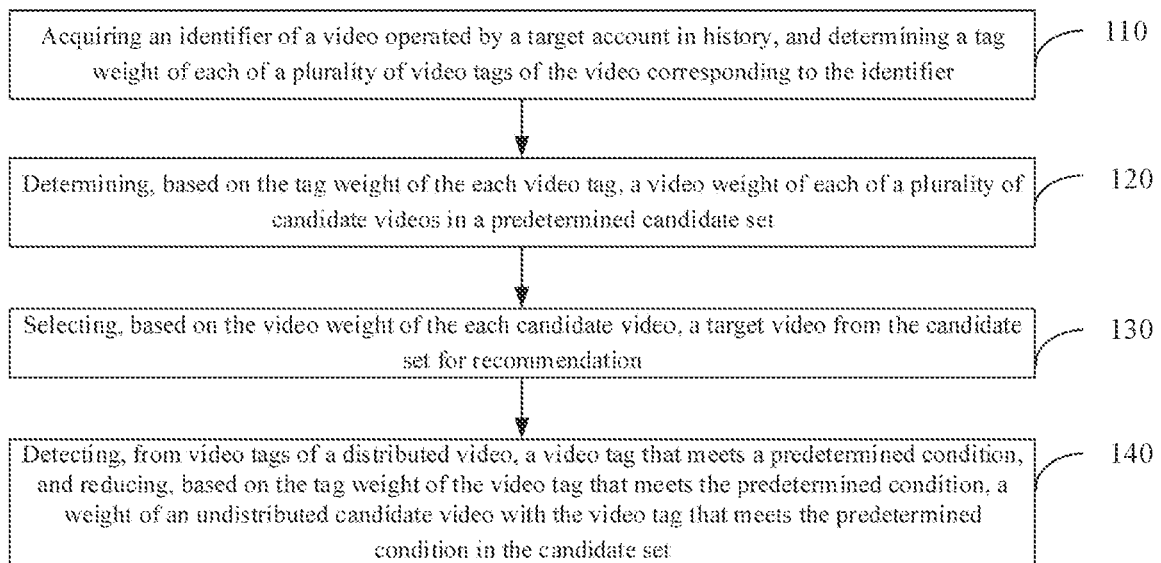 Acquiring an identifier of a video operated by a target account in history, and determining a tag
weight of each of a plurality of video tags of the video corresponding to the identifier
110
Determining, based on the tag weight of the each video tag, a video weight of each of a plurality of
candidate videos in a predetermined candidate set
120
Selecting, based on the video weight of the each candidate video, a target video from the candidate
set for recommendation
130
Detecting, from video tags of a distributed video, a video tag that meets a predetermined condition,
and reducing, based on the tag weight of the video tag that meets the predetermined condition, a
weight of an undistributed candidate video with the video tag that meets the predetermined
condition in the candidate set
140